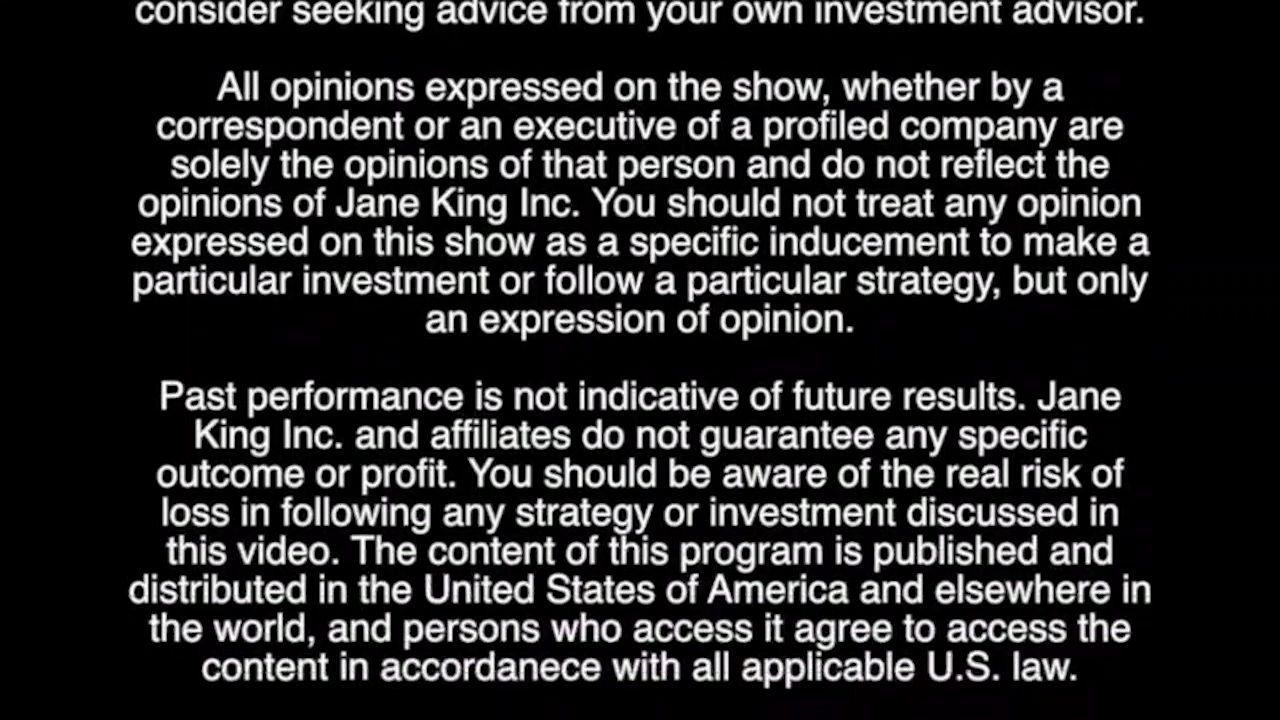 consider seeking advice from your own investment advisor.
All opinions expressed on the show, whether by a
correspondent or an executive of a profiled company are
solely the opinions of that person and do not reflect the
opinions of Jane King Inc. You should not treat any opinion
expressed on this show as a specific inducement to make a
particular investment or follow a particular strategy, but only
an expression of opinion.
Past performance is not indicative of future results. Jane
King Inc. and affiliates do not guarantee any specific
outcome or profit. You should be aware of the real risk of
loss in following any strategy or investment discussed in
this video. The content of this program is published and
distributed in the United States of America and elsewhere in
the world, and persons who access it agree to access the
content in accordanece with all applicable U.S. law.